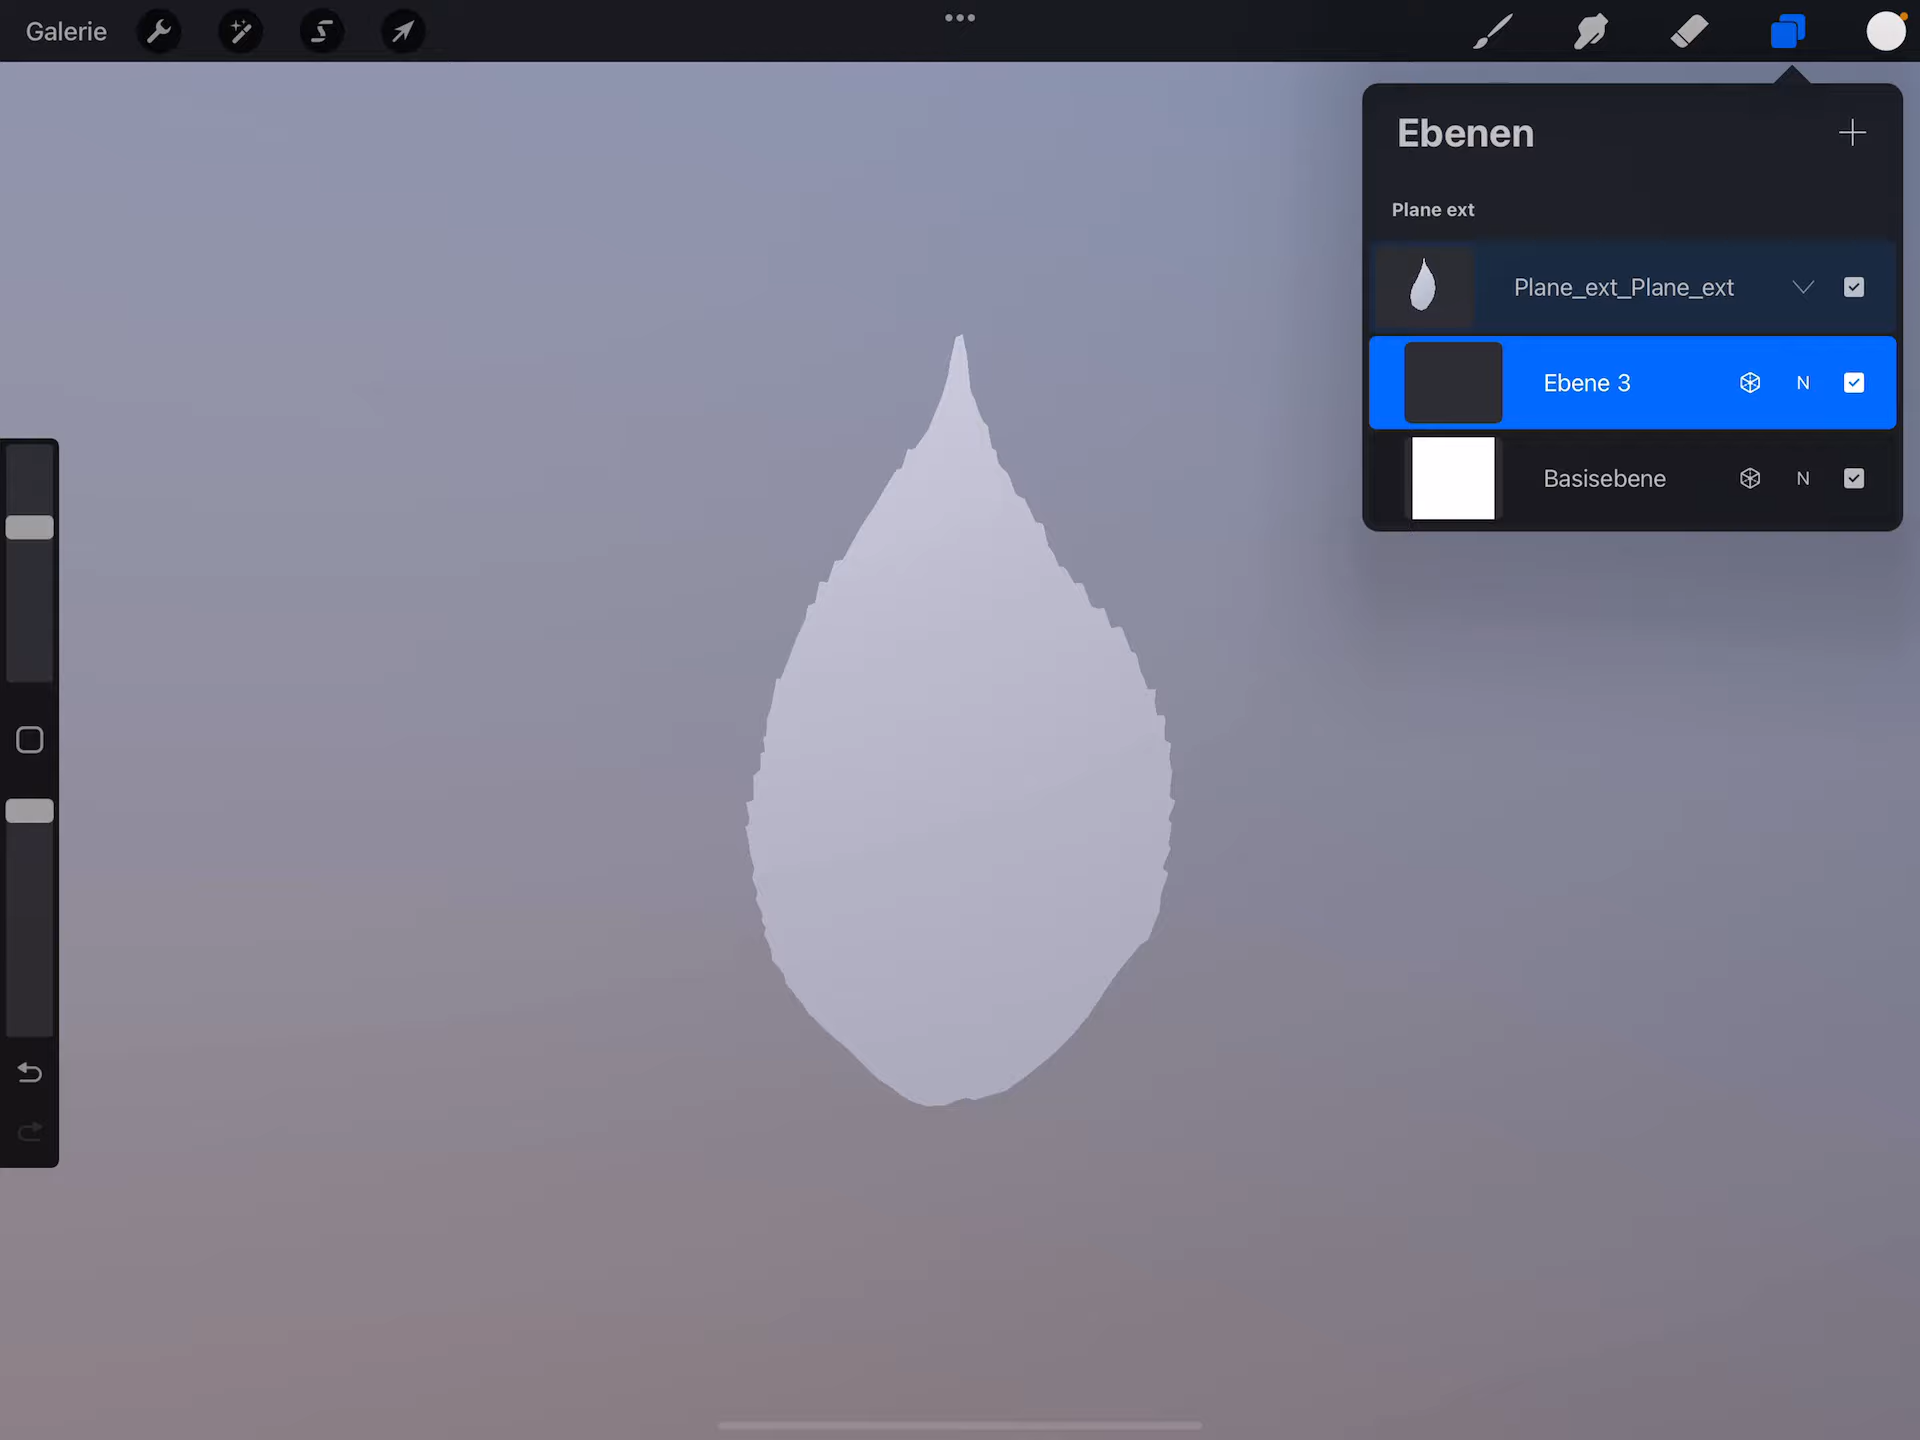 Galerie
Ebenen
Plane ext
Plane_ext_Plane_ext
Ebene 3 N
Basisebene N